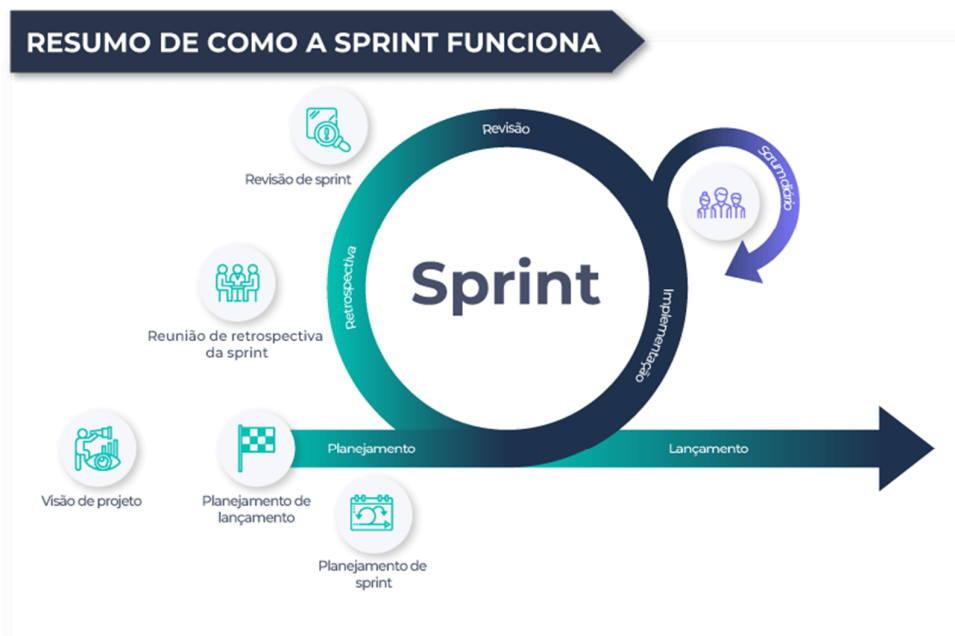 RESUMO DE COMO A SPRINT FUNCIONA
Revisão
Scrum diário
Revisão de sprint
Retrospectiva
Sprint
Implementação
Reunião de retrospectiva
da sprint
Planejamento
Lançamento
Visão de projeto
Planejamento de
lançamento
Planejamento de
sprint